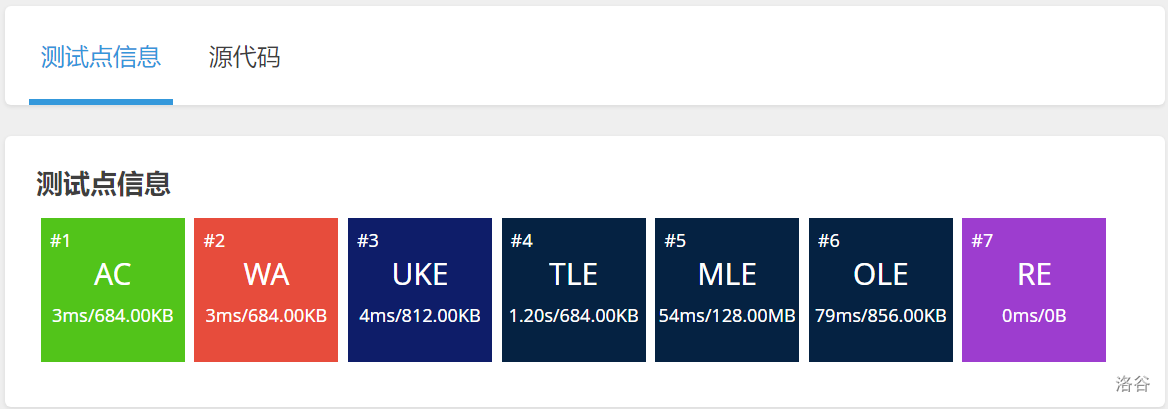 测试点信息 源代码
测试点信息
#1 #2 #3 #4 #5 #6 #7
AC WA UKE TLE MLE OLE RE
3ms/684.00KB 3ms/684.00KB 4ms/812.00KB 1.20s/684.00KB 54ms/128.00MB 79ms/856.00KB 0ms/0B
洛谷